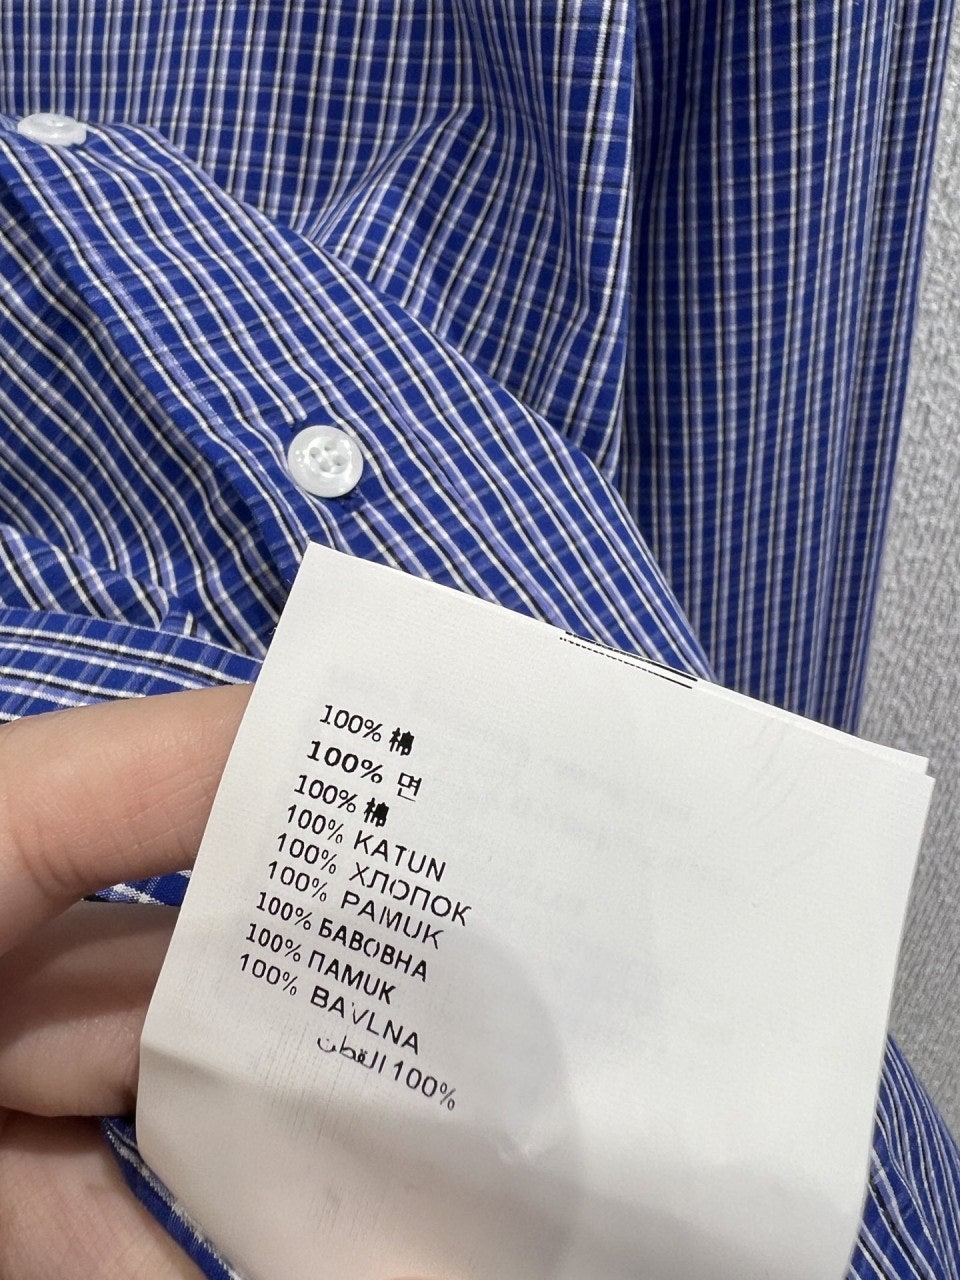 100% 棉
100% 면
100% 棉
100% KATUN
100% ХЛОПОК
100% PAMUK
100% БАВОВНА
100% ПАМУК
100% BAVLNA
100% القطن